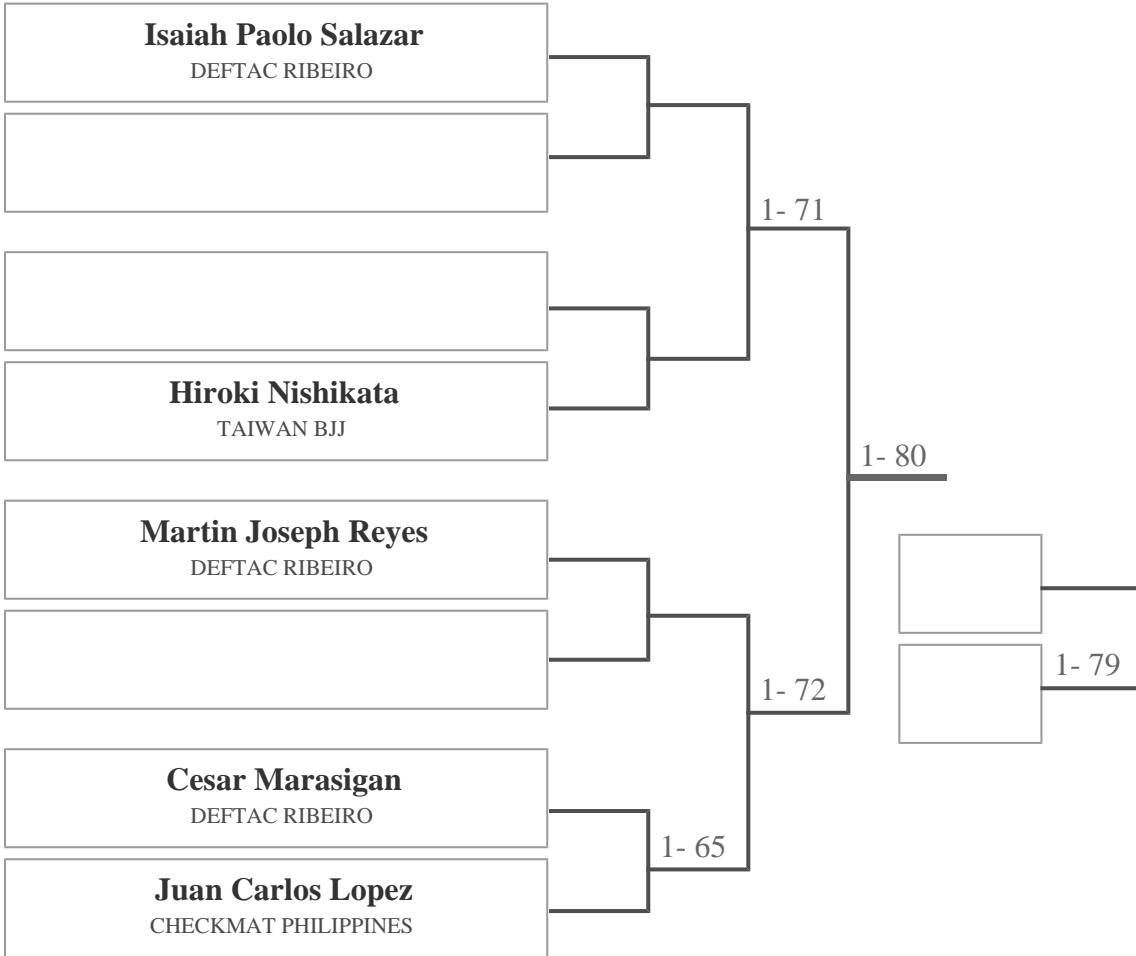 Isaiah Paolo Salazar
DEFTAC RIBEIRO
1- 71
Hiroki Nishikata
TAIWAN BJJ
1- 80
Martin Joseph Reyes
DEFTAC RIBEIRO
1- 79
1- 72
Cesar Marasigan
DEFTAC RIBEIRO
1- 65
Juan Carlos Lopez
CHECKMAT PHILIPPINES